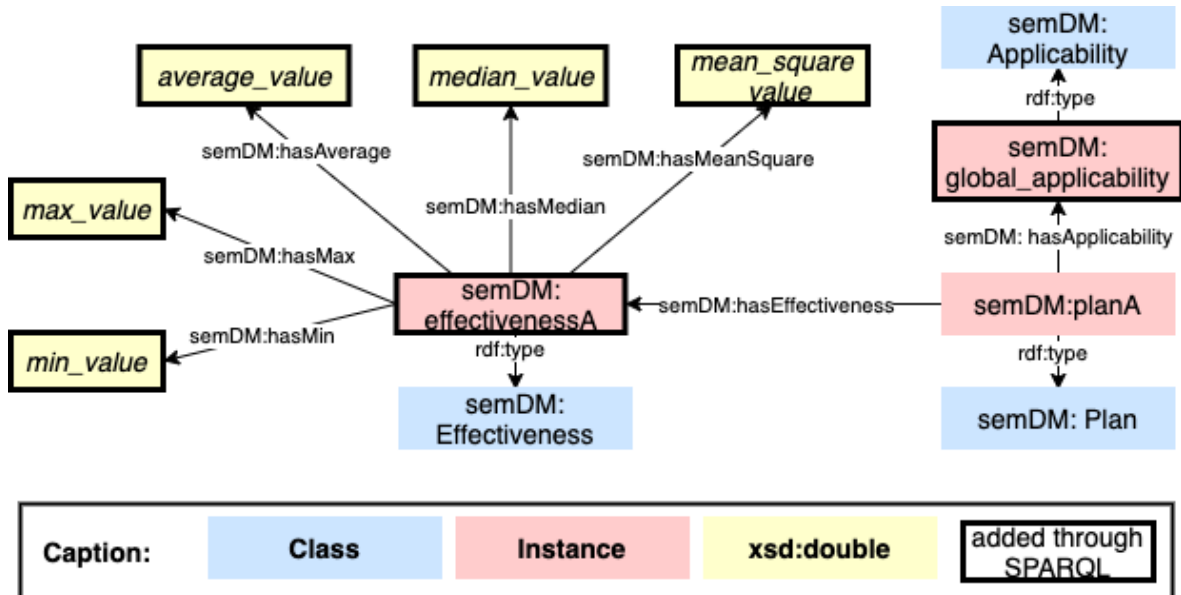 semDM:
Applicability
average_value
median_value
mean_square
value
rdf:type
semDM:
global_applicability
semDM:hasAverage
semDM:hasMeanSquare
max_value
semDM:hasMedian
semDM: hasApplicability
semDM:hasMax
semDM:
effectivenessA
semDM:hasEffectiveness
semDM:planA
semDM:hasMin
min_value
rdf:type
rdf:type
semDM:
Effectiveness
semDM: Plan
Caption:
Class
Instance
xsd:double
added through
SPARQL